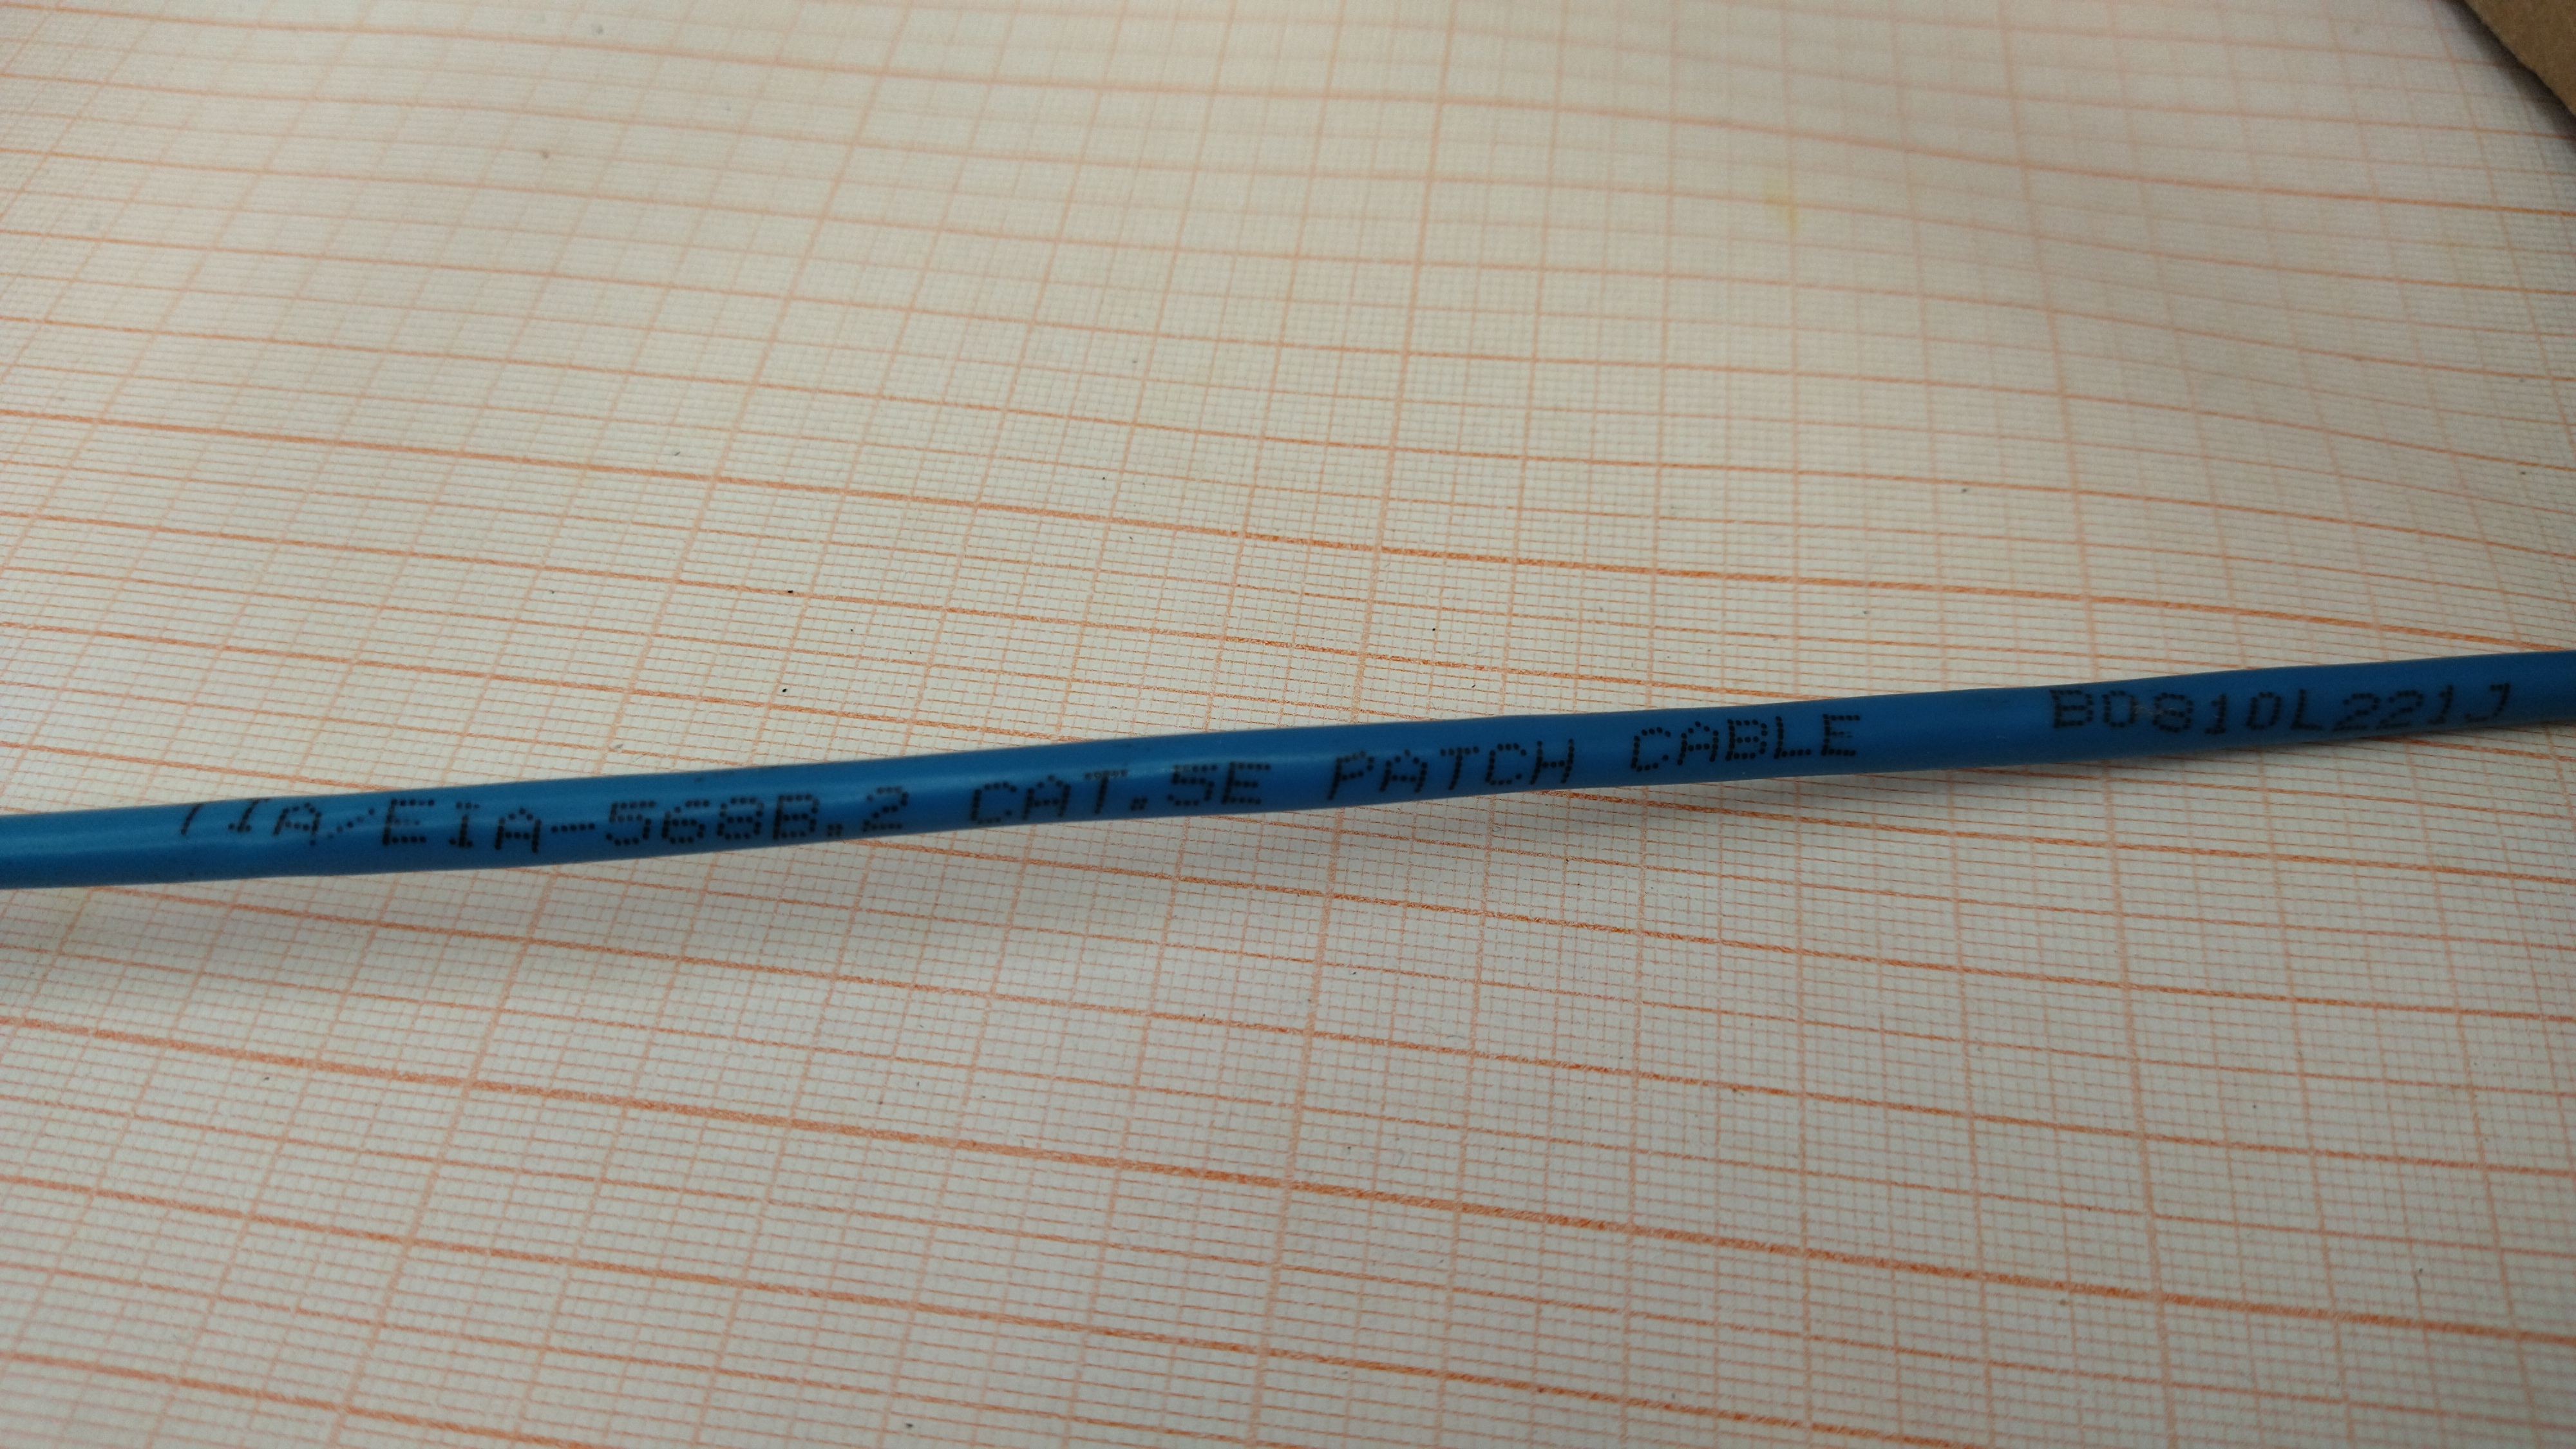 TIA/EIA-568B.2 CAT.5E PATCH CABLE B0810L221J